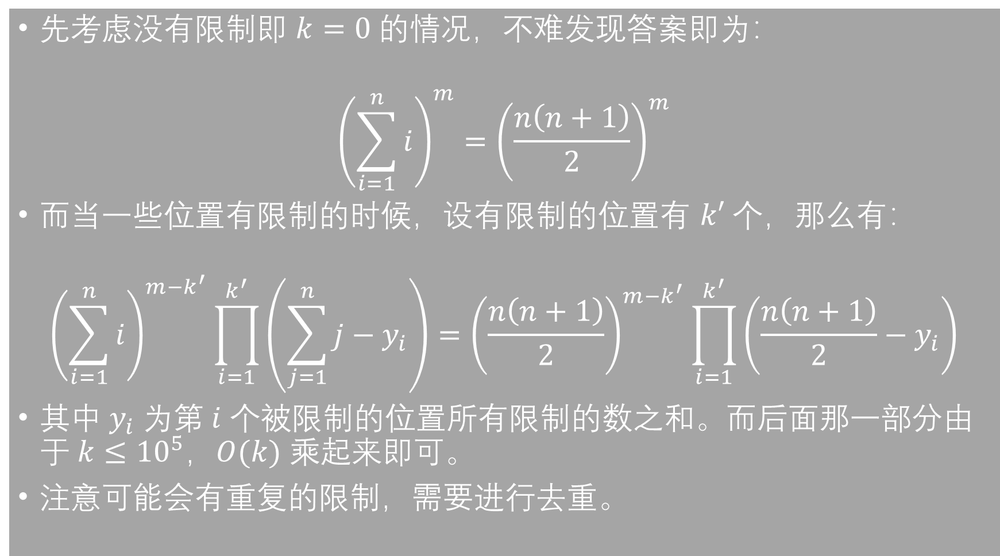 • 先考虑没有限制即 k = 0 的情况，不难发现答案即为：
$\left(\sum_{i=1}^{n} i\right)^{m} = \left(\frac{n(n+1)}{2}\right)^{m}$
• 而当一些位置有限制的时候，设有限制的位置有 k′ 个，那么有：
$\left(\sum_{i=1}^{n} i\right)^{m-k'} \prod_{i=1}^{k'} \left(\sum_{j=1}^{n} j - y_i\right) = \left(\frac{n(n+1)}{2}\right)^{m-k'} \prod_{i=1}^{k'} \left(\frac{n(n+1)}{2} - y_i\right)$
• 其中 $y_i$ 为第 i 个被限制的位置所有限制的数之和。而后面那一部分由
于 $k \leq 10^5$，O(k) 乘起来即可。
• 注意可能会有重复的限制，需要进行去重。